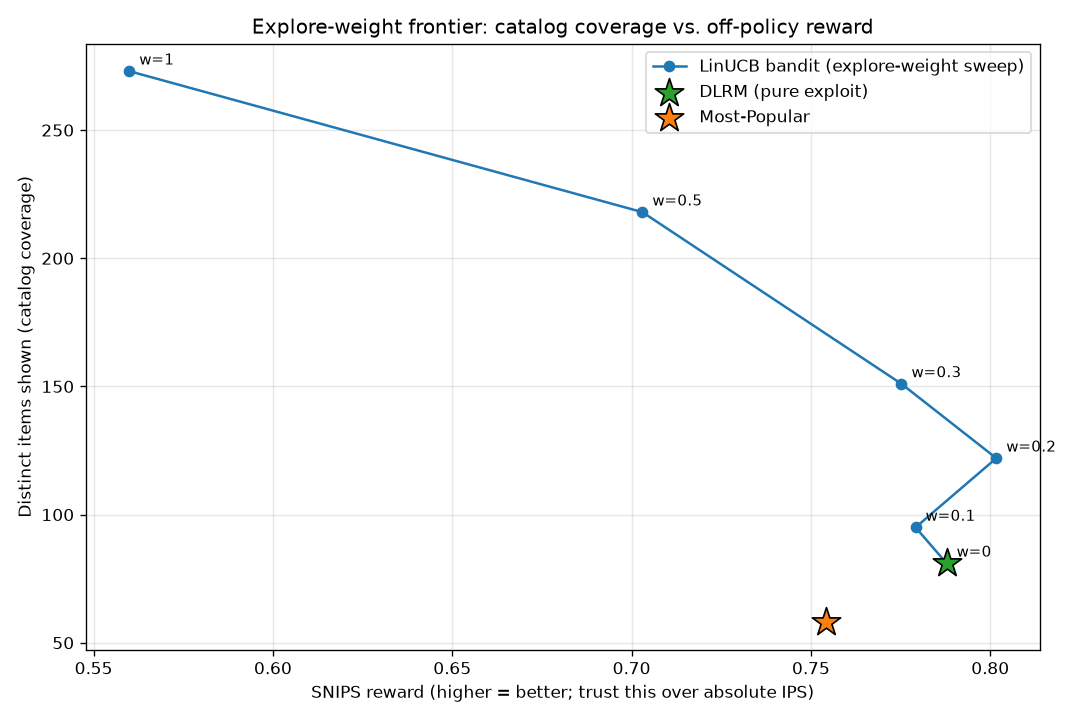 Explore-weight frontier: catalog coverage vs. off-policy reward
LinUCB bandit (explore-weight sweep)
DLRM (pure exploit)
Most-Popular
w=1
w=0.5
w=0.3
w=0.2
w=0.1
w=0
Distinct items shown (catalog coverage)
250
200
150
100
50
0.55
0.60
0.65
0.70
0.75
0.80
SNIPS reward (higher = better; trust this over absolute IPS)